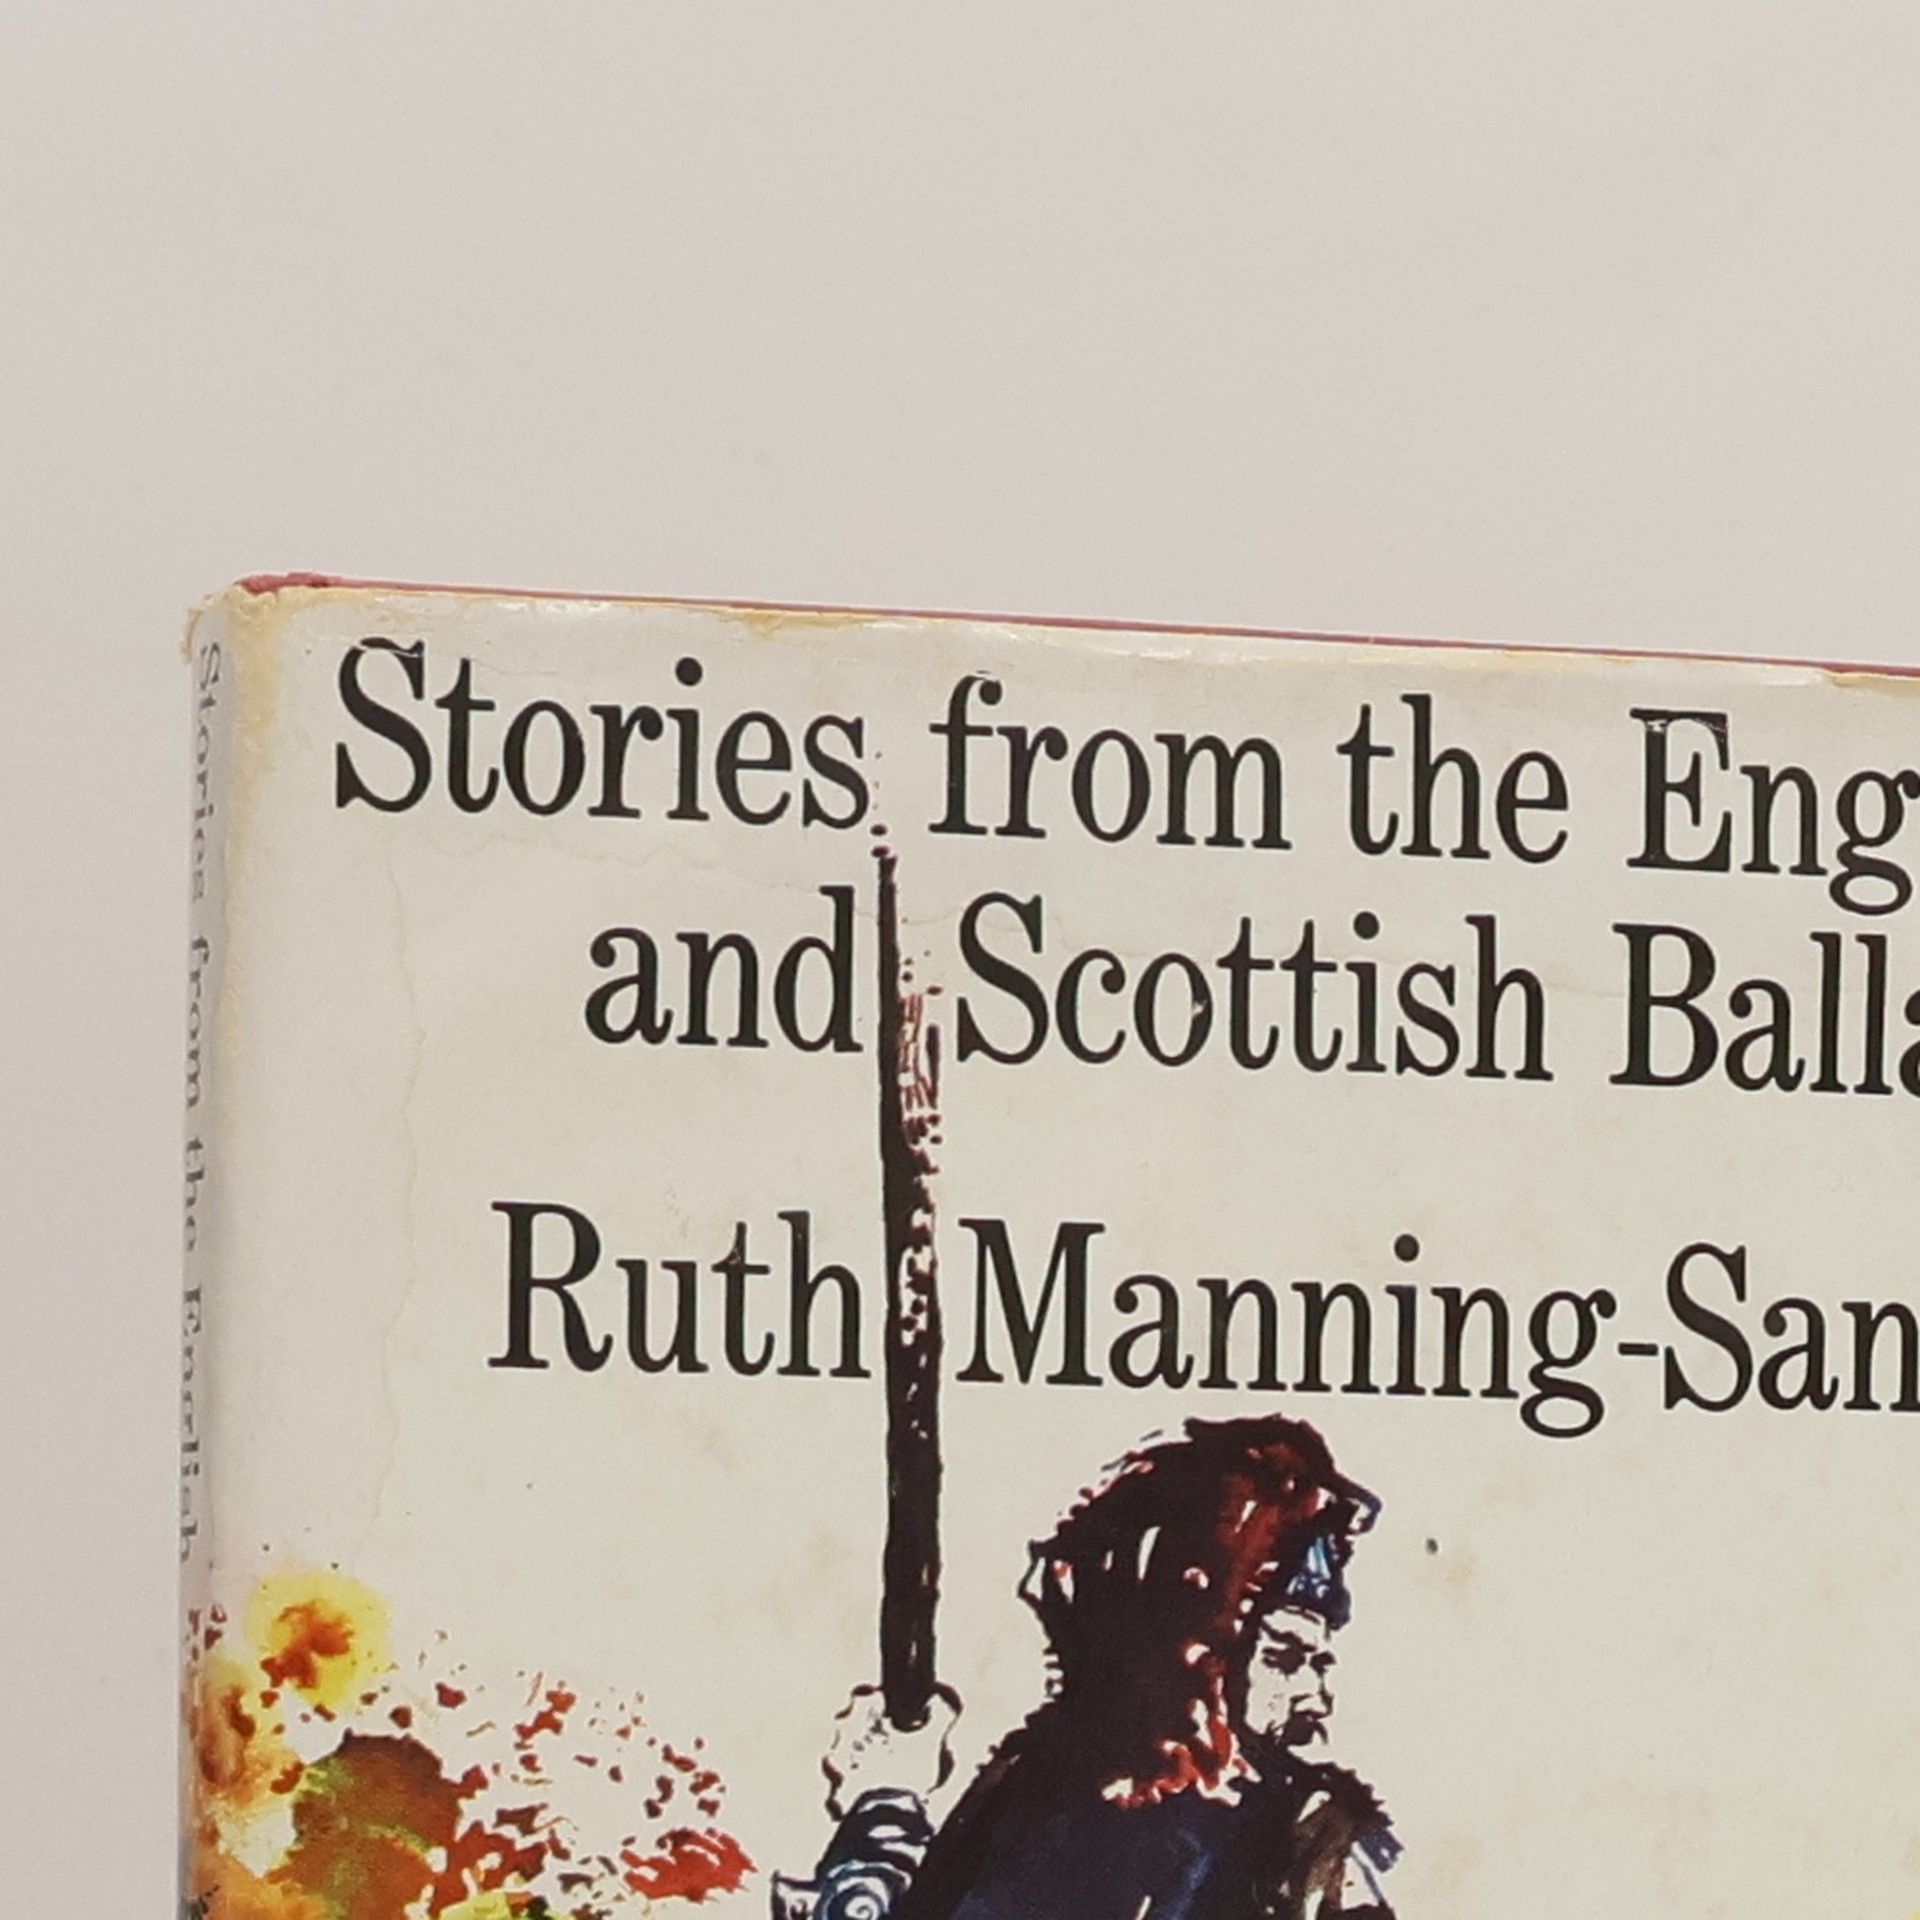 Stories from the Eng
and Scottish Balla
Ruth Manning-San
Stories from the English